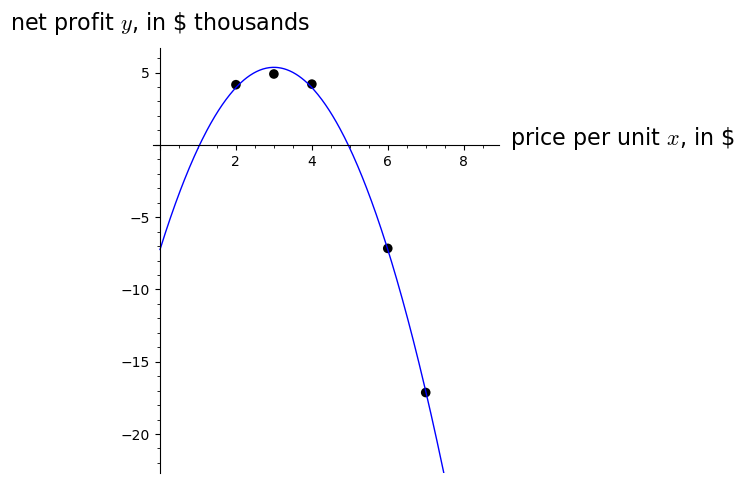 net profit y, in $ thousands
5
price per unit x, in $
2 4 6 8
−5
−10
−15
−20